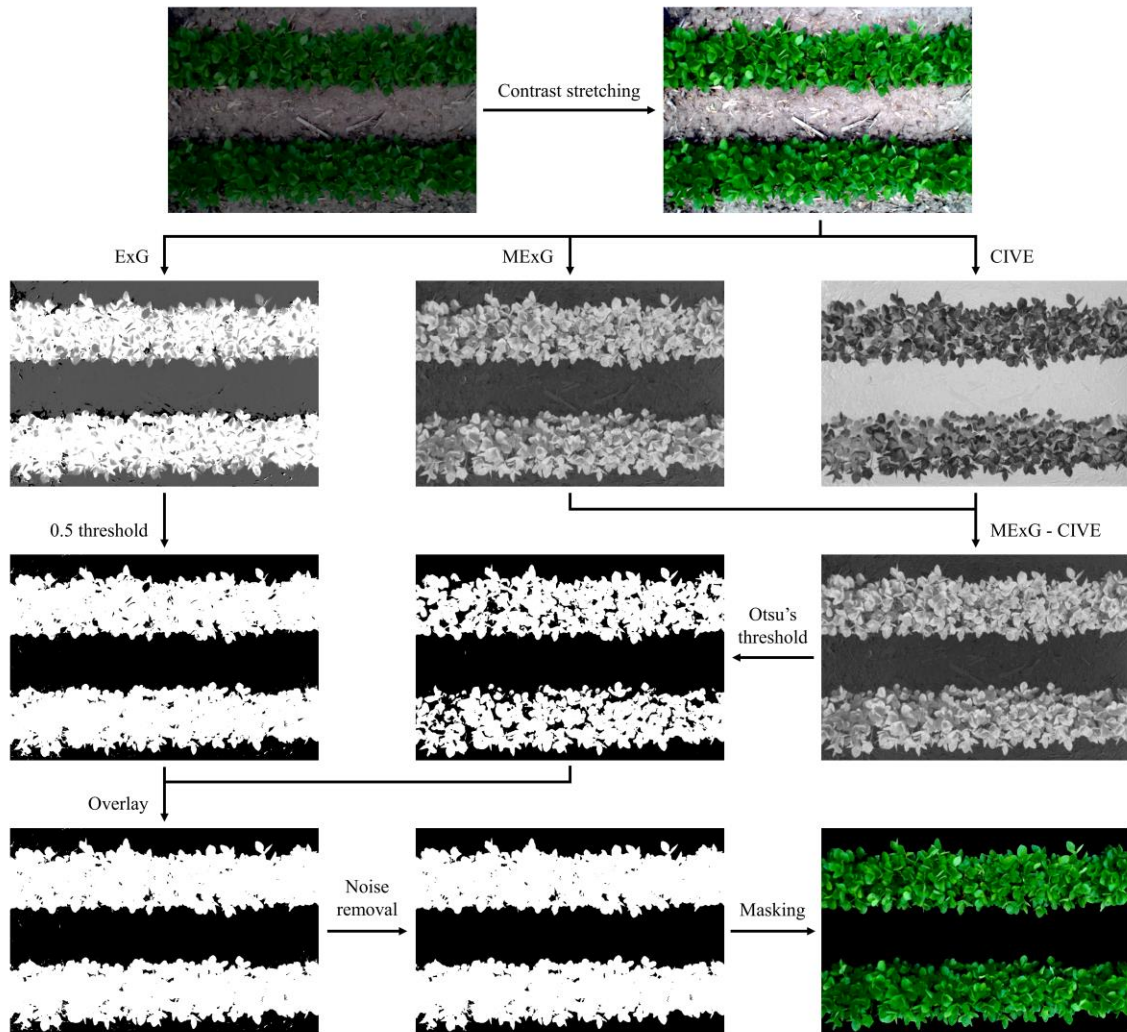 Contrast stretching
ExG
MExG
CIVE
0.5 threshold
MExG - CIVE
Otsu's
threshold
Overlay
Noise
removal
Masking